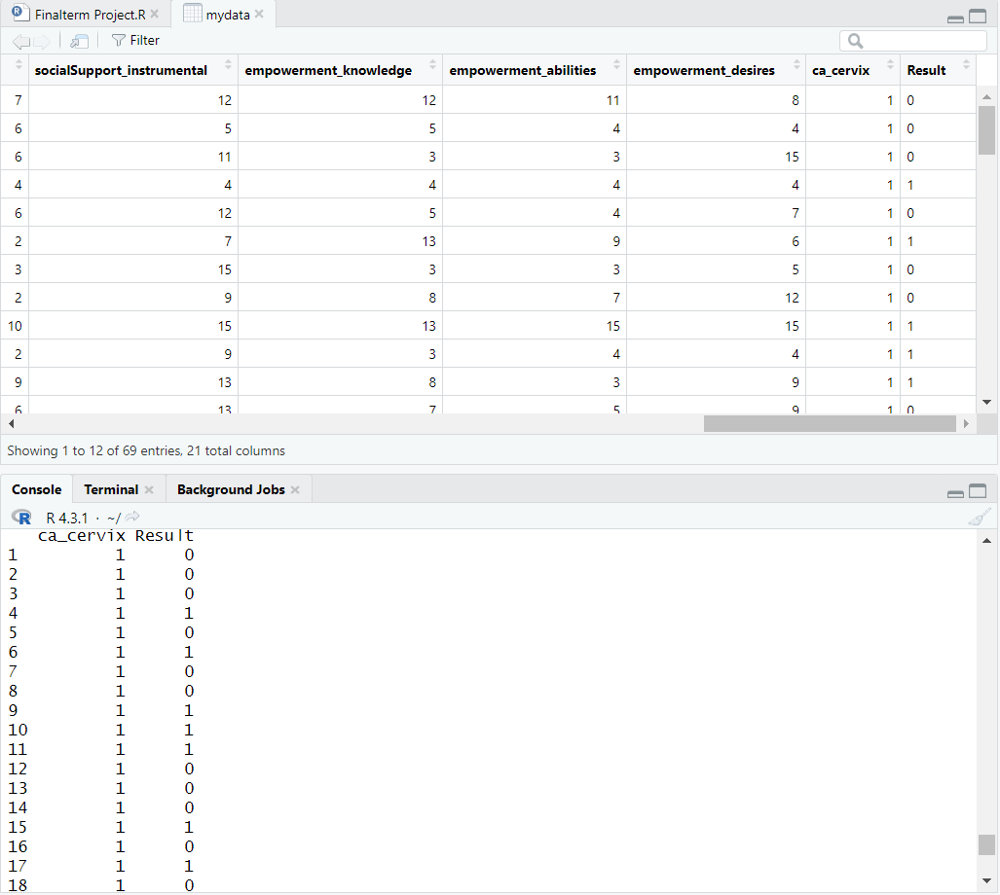 Finalterm Project.R mydata
Filter
socialSupport_instrumental empowerment_knowledge empowerment_abilities empowerment_desires ca_cervix Result
7 12 12 11 8 1 0
6 5 5 4 4 1 0
6 11 3 3 15 1 0
4 4 4 4 4 1 1
6 12 5 4 7 1 0
2 7 13 9 6 1 1
3 15 3 3 5 1 0
2 9 8 7 12 1 0
10 15 13 15 15 1 1
2 9 3 4 4 1 1
9 13 8 3 9 1 1
6 13 7 5 9 1 0
Showing 1 to 12 of 69 entries, 21 total columns
Console Terminal Background Jobs
R R 4.3.1 · ~/
ca_cervix Result
1 1 0
2 1 0
3 1 0
4 1 1
5 1 0
6 1 1
7 1 0
8 1 0
9 1 1
10 1 1
11 1 1
12 1 0
13 1 0
14 1 0
15 1 1
16 1 0
17 1 1
18 1 0